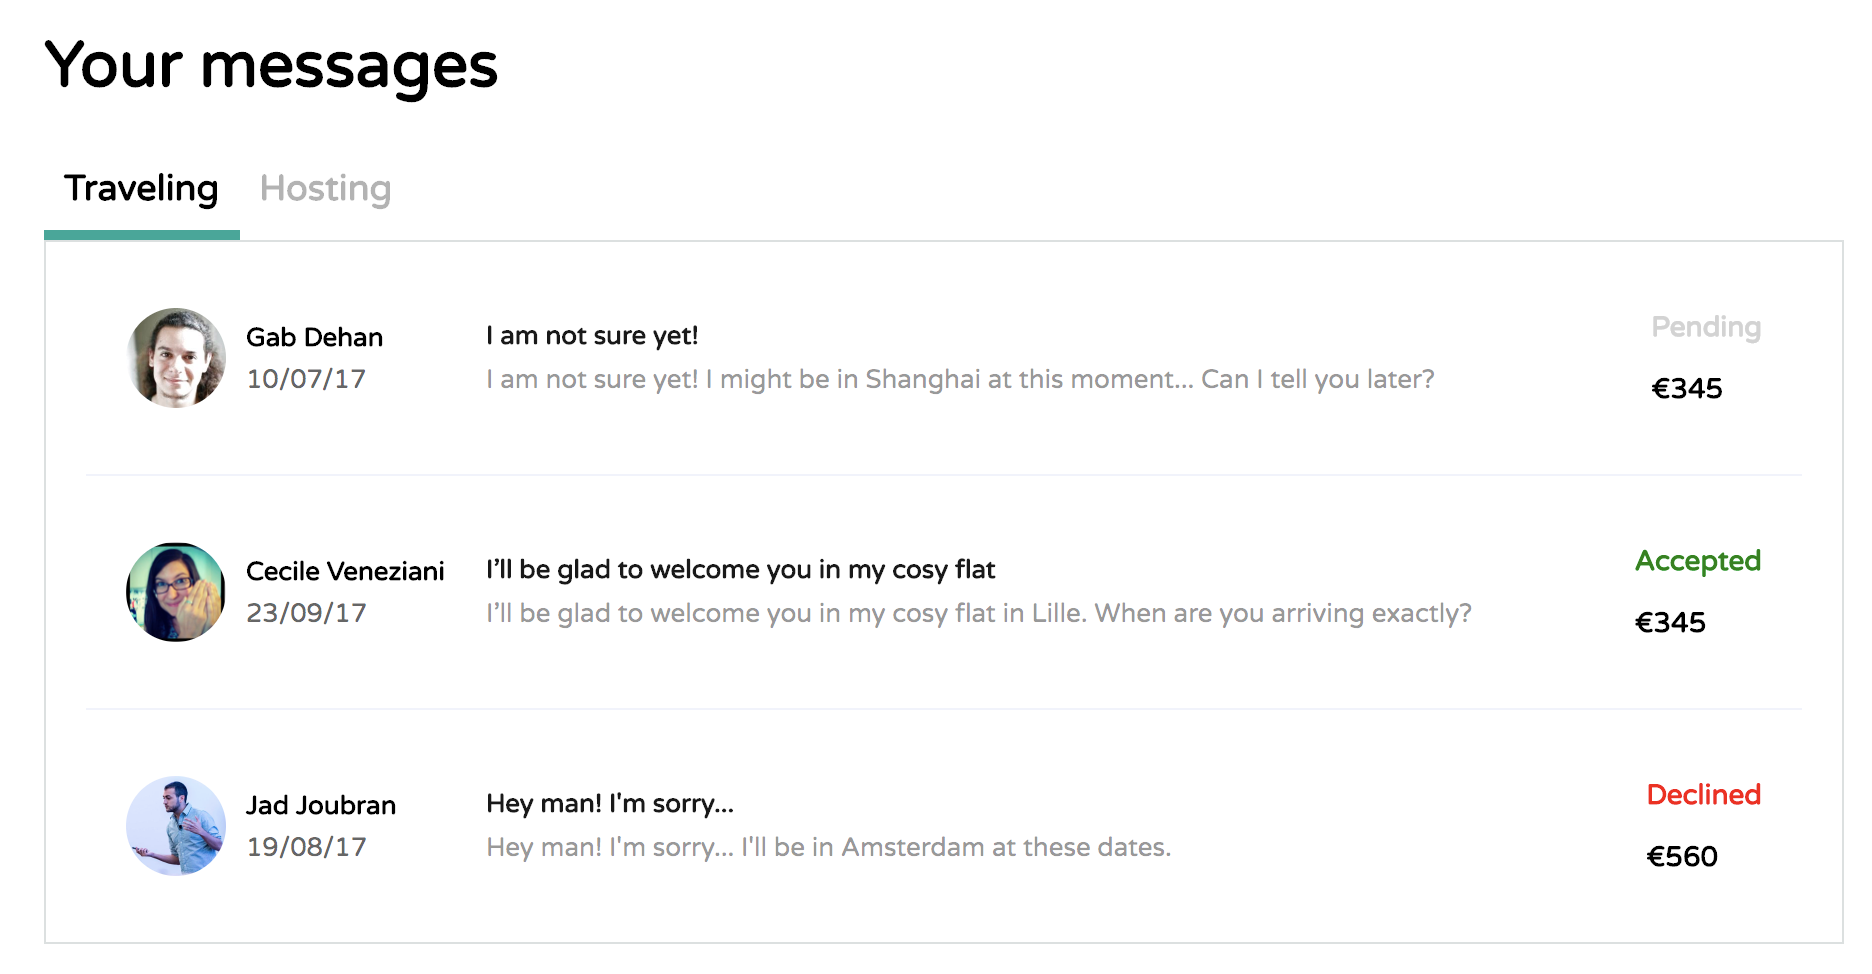 Your messages
Traveling Hosting
Gab Dehan
10/07/17
I am not sure yet!
I am not sure yet! I might be in Shanghai at this moment... Can I tell you later?
Pending
€345
Cecile Veneziani
23/09/17
I’ll be glad to welcome you in my cosy flat
I’ll be glad to welcome you in my cosy flat in Lille. When are you arriving exactly?
Accepted
€345
Jad Joubran
19/08/17
Hey man! I'm sorry...
Hey man! I'm sorry... I'll be in Amsterdam at these dates.
Declined
€560